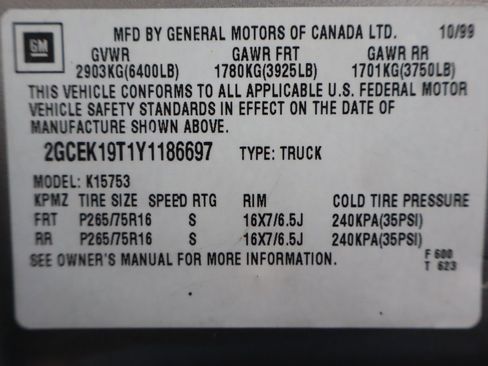 GM
MFD BY GENERAL MOTORS OF CANADA LTD. 10/99
GVWR GAWR FRT GAWR RR
2903KG(6400LB) 1780KG(3925LB) 1701KG(3750LB)
THIS VEHICLE CONFORMS TO ALL APPLICABLE U.S. FEDERAL MOTOR
VEHICLE SAFETY STANDARDS IN EFFECT ON THE DATE OF
MANUFACTURE SHOWN ABOVE.
2GCEK19T1Y1186697 TYPE: TRUCK
MODEL: K15753
KPMZ TIRE SIZE SPEED RTG RIM COLD TIRE PRESSURE
FRT P265/75R16 S 16X7/6.5J 240KPA(35PSI)
RR P265/75R16 S 16X7/6.5J 240KPA(35PSI)
SEE OWNER'S MANUAL FOR MORE INFORMATION. F 600
T 623